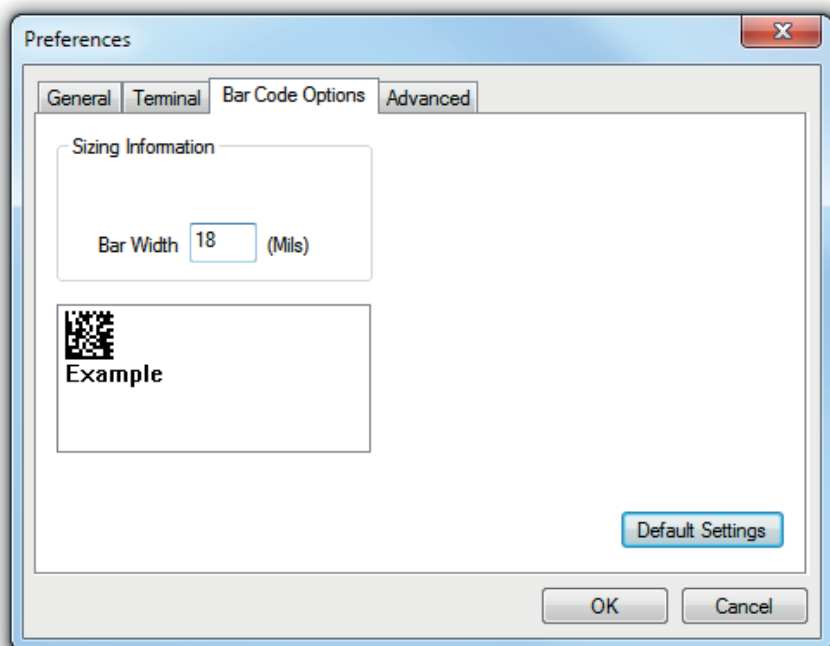 Preferences
General Terminal Bar Code Options Advanced
Sizing Information
Bar Width 18 (Mils)
Example
Default Settings
OK Cancel